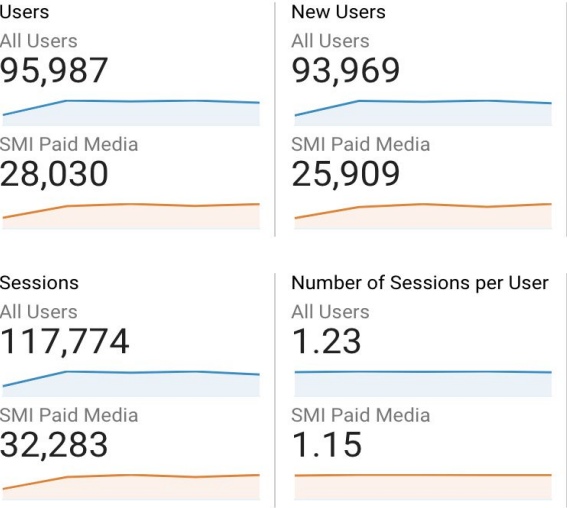 Users
All Users
95,987
SMI Paid Media
28,030
New Users
All Users
93,969
SMI Paid Media
25,909
Sessions
All Users
117,774
SMI Paid Media
32,283
Number of Sessions per User
All Users
1.23
SMI Paid Media
1.15